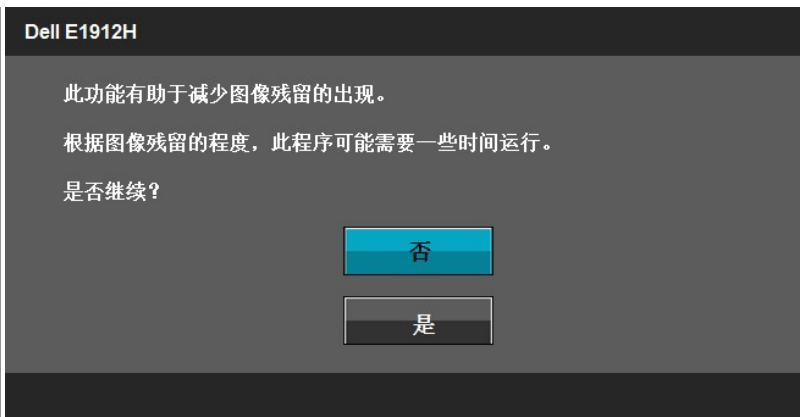 Dell E1912H
此功能有助于减少图像残留的出现。
根据图像残留的程度，此程序可能需要一些时间运行。
是否继续？
否
是